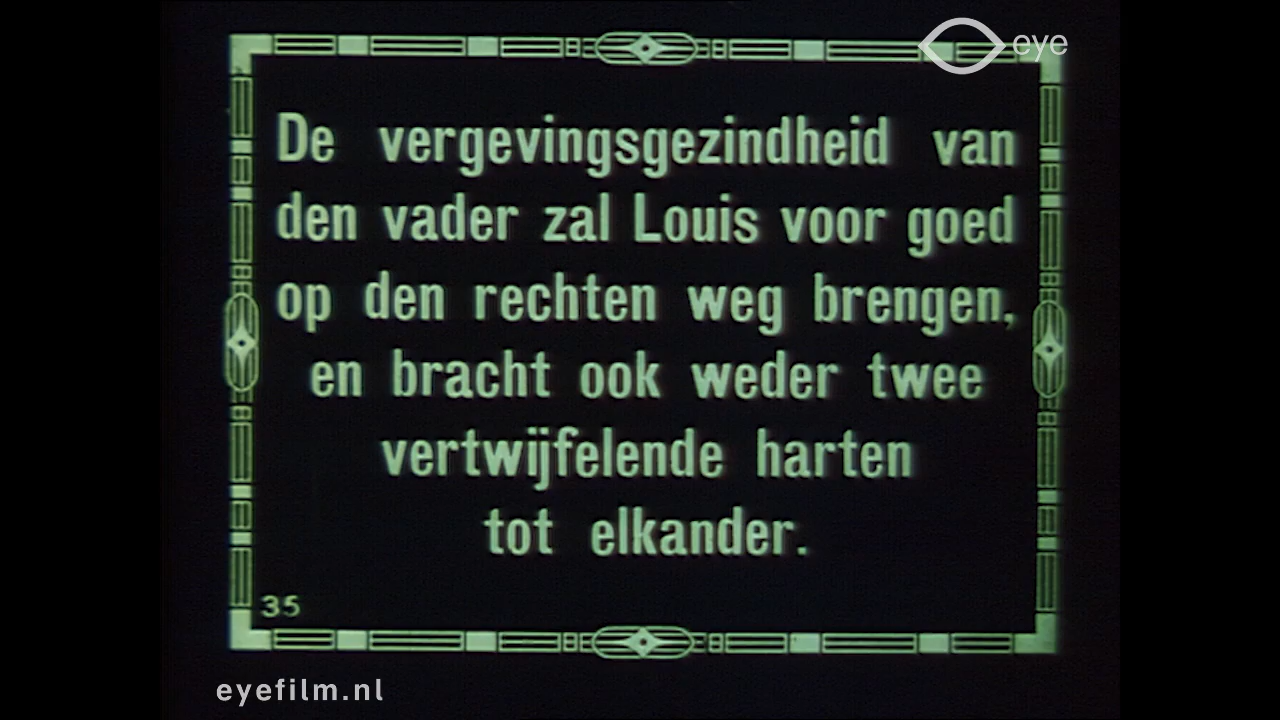 eye
De vergevingsgezindheid van
den vader zal Louis voor goed
op den rechten weg brengen,
en bracht ook weder twee
vertwijfelende harten
tot elkander.
35
eyefilm.nl